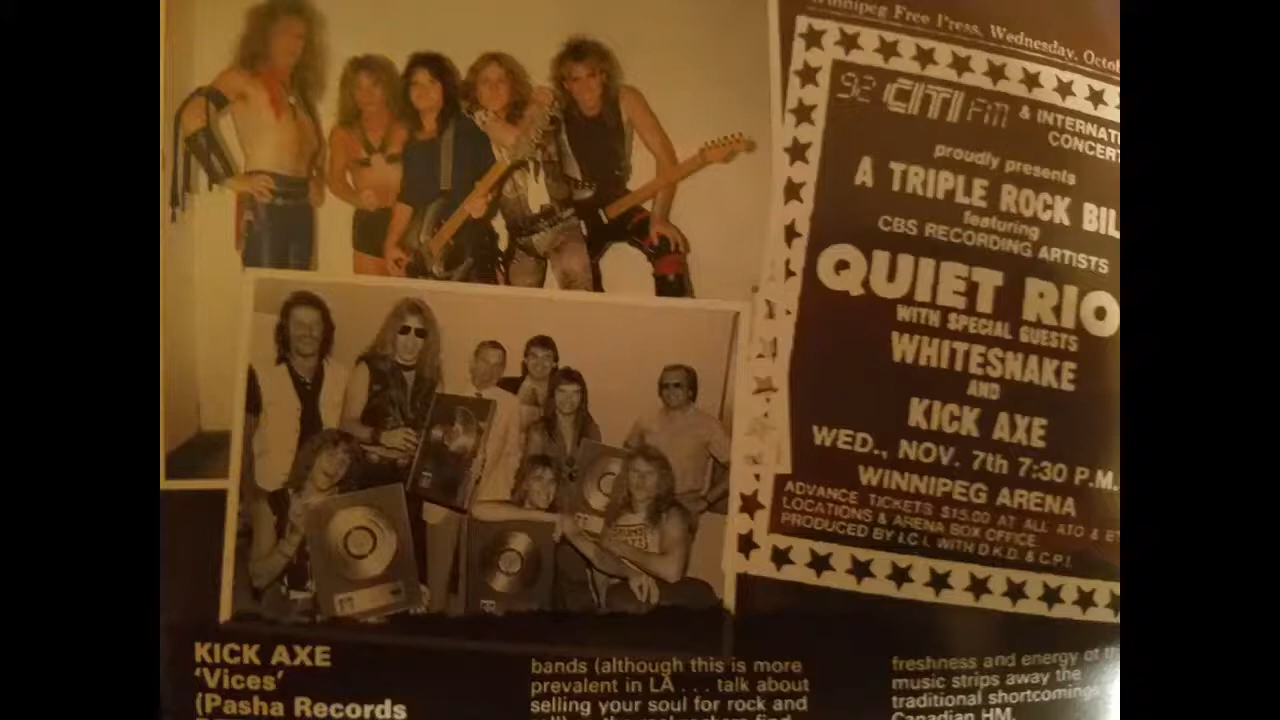 Winnipeg Free Press, Wednesday, Octo
92 CITI FM & INTERNAT
CONCERT
proudly presents
A TRIPLE ROCK BIL
featuring
CBS RECORDING ARTISTS
QUIET RIO
WITH SPECIAL GUESTS
WHITESNAKE
AND
KICK AXE
WED., NOV. 7th 7:30 P.M.
WINNIPEG ARENA
ADVANCE TICKETS $15.00 AT ALL ATO & B
LOCATIONS & ARENA BOX OFFICE
PRODUCED BY I.C.I. WITH D.K.D. & C.P.I.
KICK AXE
'Vices'
(Pasha Records
bands (although this is more
prevalent in LA . . . talk about
selling your soul for rock and
freshness and energy of th
music strips away the
traditional shortcomings
Canadian HM.